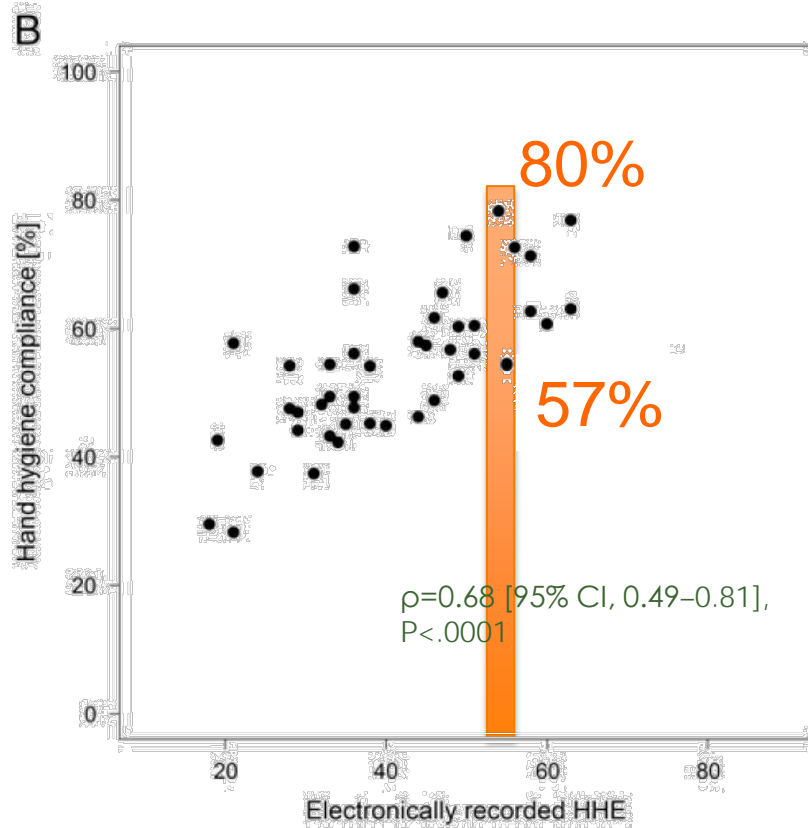 B
100
80%
80
60
57%
40
20
ρ=0.68 [95% CI, 0.49–0.81],
P<.0001
0
20 40 60 80
Hand hygiene compliance [%]
Electronically recorded HHE